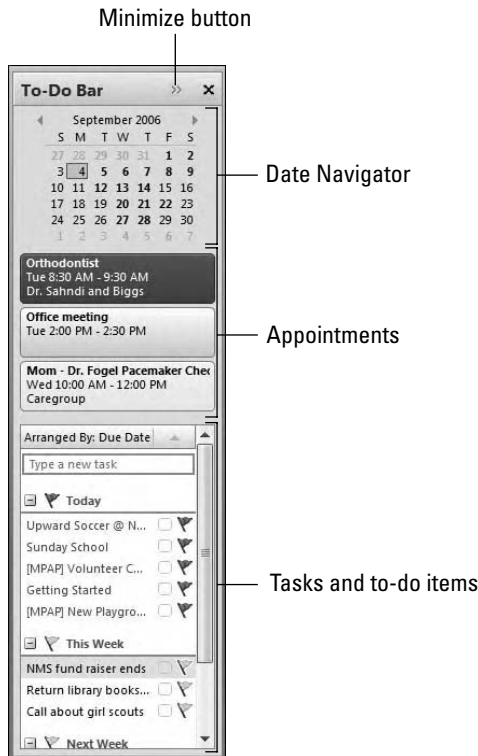 Minimize button
To-Do Bar
September 2006
S M T W T F S
27 28 29 30 31 1 2
3 4 5 6 7 8 9
10 11 12 13 14 15 16
17 18 19 20 21 22 23
24 25 26 27 28 29 30
1 2 3 4 5 6 7
Date Navigator
Orthodontist
Tue 8:30 AM - 9:30 AM
Dr. Sahndi and Biggs
Office meeting
Tue 2:00 PM - 2:30 PM
Appointments
Mom - Dr. Fogel Pacemaker Chec
Wed 10:00 AM - 12:00 PM
Caregroup
Arranged By: Due Date
Type a new task
Today
Upward Soccer @ N...
Sunday School
[MPAP] Volunteer C...
Getting Started
[MPAP] New Playgro...
Tasks and to-do items
This Week
NMS fund raiser ends
Return library books...
Call about girl scouts
Next Week